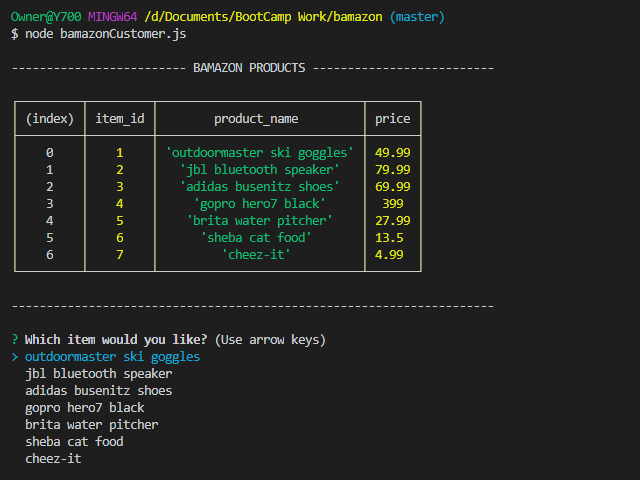 Owner@Y700 MINGW64 /d/Documents/BootCamp Work/bamazon (master)
$ node bamazonCustomer.js
------------------------- BAMAZON PRODUCTS --------------------------
(index) item_id product_name price
0 1 'outdoormaster ski goggles' 49.99
1 2 'jbl bluetooth speaker' 79.99
2 3 'adidas busenitz shoes' 69.99
3 4 'gopro hero7 black' 399
4 5 'brita water pitcher' 27.99
5 6 'sheba cat food' 13.5
6 7 'cheez-it' 4.99
---------------------------------------------------------------------
? Which item would you like? (Use arrow keys)
> outdoormaster ski goggles
jbl bluetooth speaker
adidas busenitz shoes
gopro hero7 black
brita water pitcher
sheba cat food
cheez-it